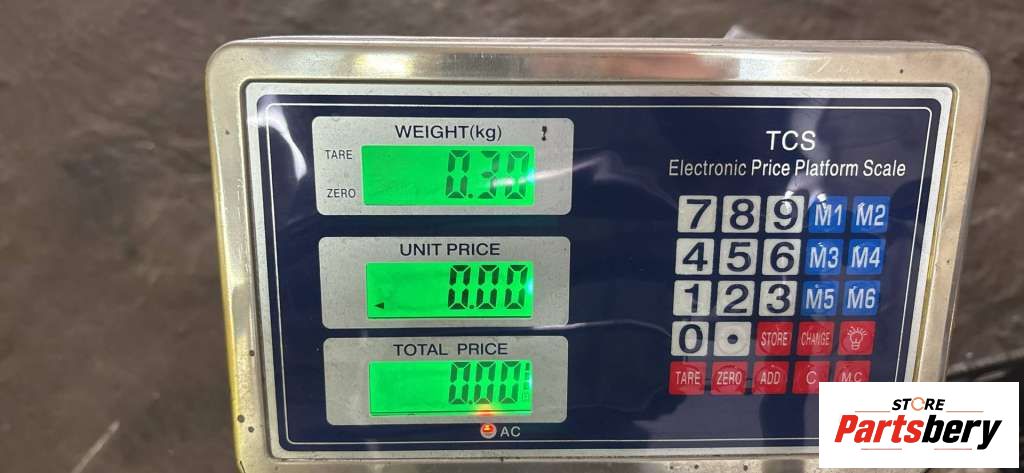 WEIGHT(kg)
TARE
0.30
ZERO
UNIT PRICE
0.00
TOTAL PRICE
0.00
AC
TCS
Electronic Price Platform Scale
7 8 9 M1 M2
4 5 6 M3 M4
1 2 3 M5 M6
0 • STORE CHANGE
TARE ZERO ADD C M.C
STORE
Partsbery